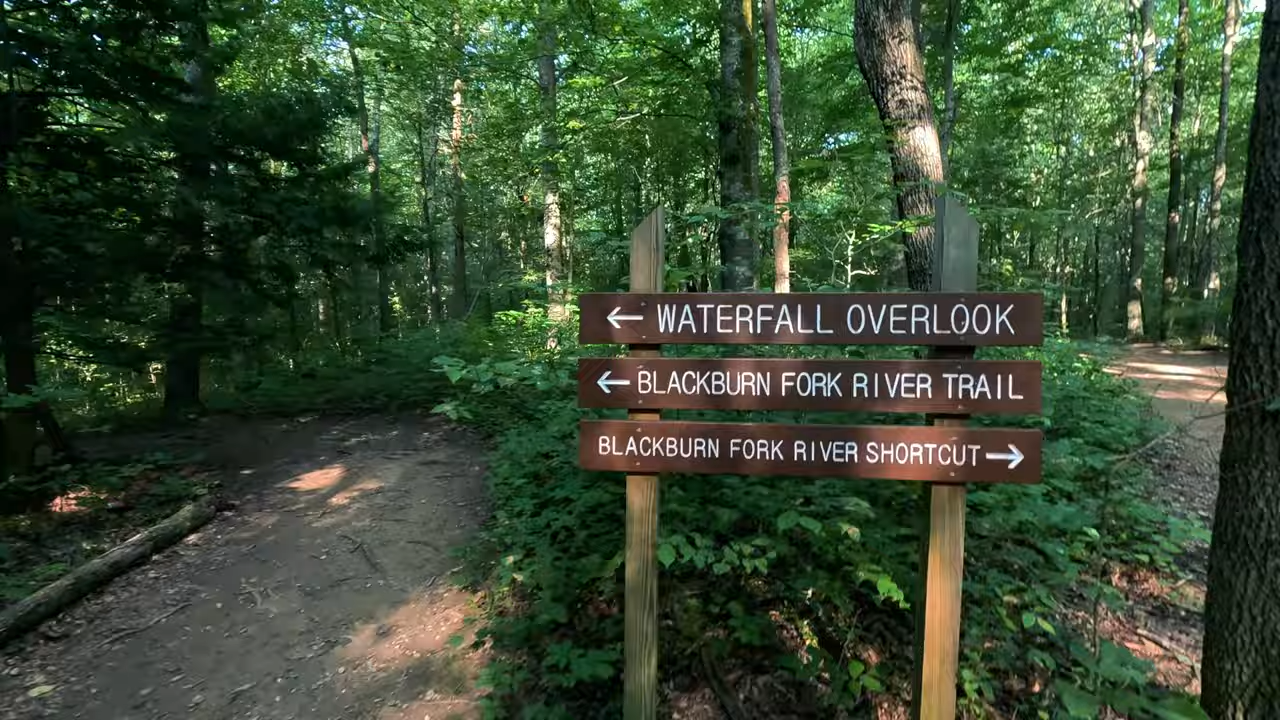 ← WATERFALL OVERLOOK
← BLACKBURN FORK RIVER TRAIL
BLACKBURN FORK RIVER SHORTCUT →